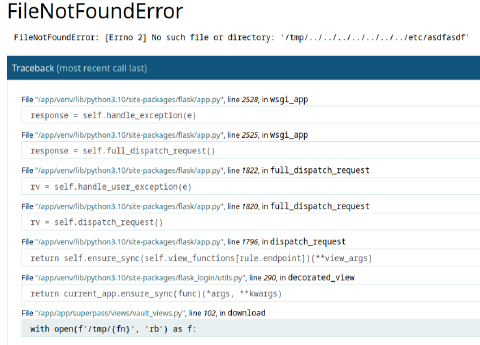 FileNotFoundError
FileNotFoundError: [Errno 2] No such file or directory: '/tmp/../../../../../../../etc/asdfasdf'
Traceback (most recent call last)
File "/app/venv/lib/python3.10/site-packages/flask/app.py", line 2528, in wsgi_app
response = self.handle_exception(e)
File "/app/venv/lib/python3.10/site-packages/flask/app.py", line 2525, in wsgi_app
response = self.full_dispatch_request()
File "/app/venv/lib/python3.10/site-packages/flask/app.py", line 1822, in full_dispatch_request
rv = self.handle_user_exception(e)
File "/app/venv/lib/python3.10/site-packages/flask/app.py", line 1820, in full_dispatch_request
rv = self.dispatch_request()
File "/app/venv/lib/python3.10/site-packages/flask/app.py", line 1796, in dispatch_request
return self.ensure_sync(self.view_functions[rule.endpoint])(**view_args)
File "/app/venv/lib/python3.10/site-packages/flask_login/utils.py", line 290, in decorated_view
return current_app.ensure_sync(func)(*args, **kwargs)
File "/app/app/superpass/views/vault_views.py", line 102, in download
with open(f'/tmp/{fn}', 'rb') as f: